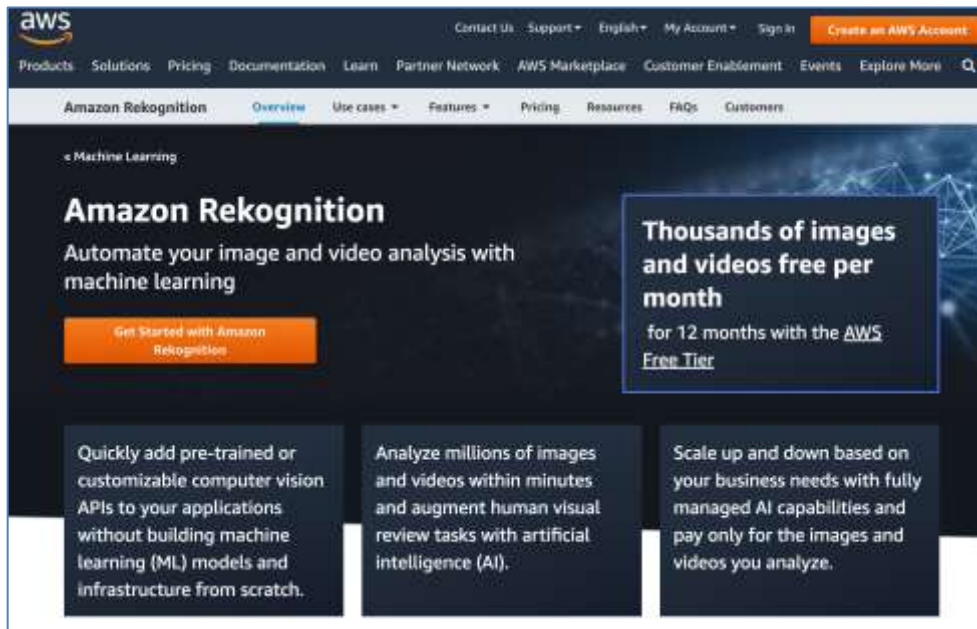 aws
Contact Us Support English My Account Sign In Create an AWS Account
Products Solutions Pricing Documentation Learn Partner Network AWS Marketplace Customer Enablement Events Explore More
Amazon Rekognition Overview Use cases Features Pricing Resources FAQs Customers
« Machine Learning
Amazon Rekognition
Automate your image and video analysis with
machine learning
Get Started with Amazon
Rekognition
Thousands of images
and videos free per
month
for 12 months with the AWS
Free Tier
Quickly add pre-trained or
customizable computer vision
APIs to your applications
without building machine
learning (ML) models and
infrastructure from scratch.
Analyze millions of images
and videos within minutes
and augment human visual
review tasks with artificial
intelligence (AI).
Scale up and down based on
your business needs with fully
managed AI capabilities and
pay only for the images and
videos you analyze.